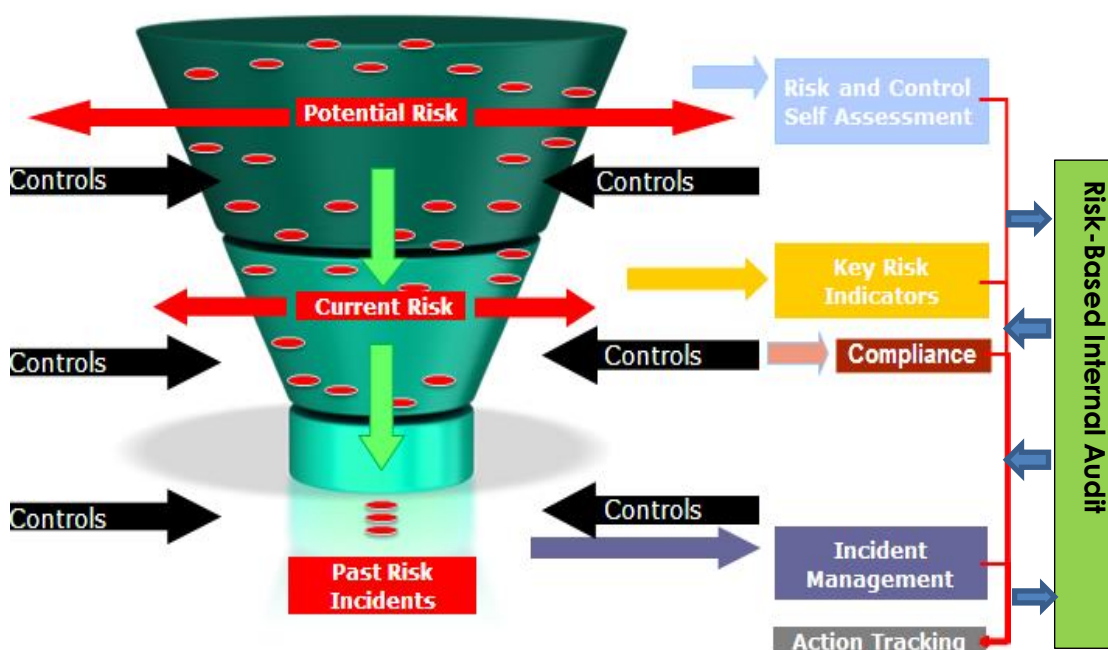 Potential Risk
Risk and Control
Self Assessment
Controls
Controls
Key Risk
Indicators
Current Risk
Controls
Controls
Compliance
Controls
Controls
Past Risk
Incidents
Incident
Management
Action Tracking
Risk-Based Internal Audit